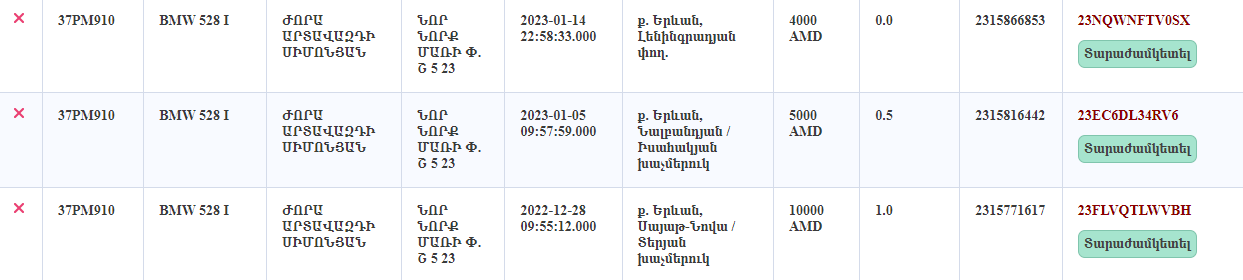 37PM910
BMW 528 I
ԺՈՐԱ
ԱՐՏԱՎԱԶԴԻ
ՍԻՄՈՆՅԱՆ
ՆՈՐ
ՆՈՐՔ
ՄԱՌԻ Փ.
Շ 5 23
2023-01-14
22:58:33.000
ք. Երևան,
Լենինգրադյան
փող.
4000
AMD
0.0
2315866853
23NQWNFTV0SX
Տարաժամկետել
37PM910
BMW 528 I
ԺՈՐԱ
ԱՐՏԱՎԱԶԴԻ
ՍԻՄՈՆՅԱՆ
ՆՈՐ
ՆՈՐՔ
ՄԱՌԻ Փ.
Շ 5 23
2023-01-05
09:57:59.000
ք. Երևան,
Նալբանդյան /
Իսահակյան
խաչմերուկ
5000
AMD
0.5
2315816442
23EC6DL34RV6
Տարաժամկետել
37PM910
BMW 528 I
ԺՈՐԱ
ԱՐՏԱՎԱԶԴԻ
ՍԻՄՈՆՅԱՆ
ՆՈՐ
ՆՈՐՔ
ՄԱՌԻ Փ.
Շ 5 23
2022-12-28
09:55:12.000
ք. Երևան,
Սայաթ-Նովա /
Տերյան
խաչմերուկ
10000
AMD
1.0
2315771617
23FLVQTLWVBH
Տարաժամկետել